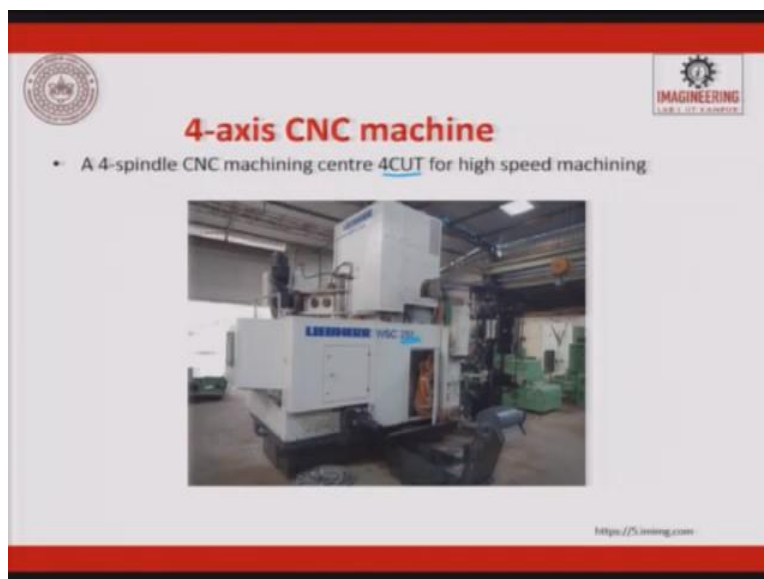 IMAGINEERING
4-axis CNC machine
• A 4-spindle CNC machining centre 4CUT for high speed machining
LIEBHERR WSC
https://5.imimg.com